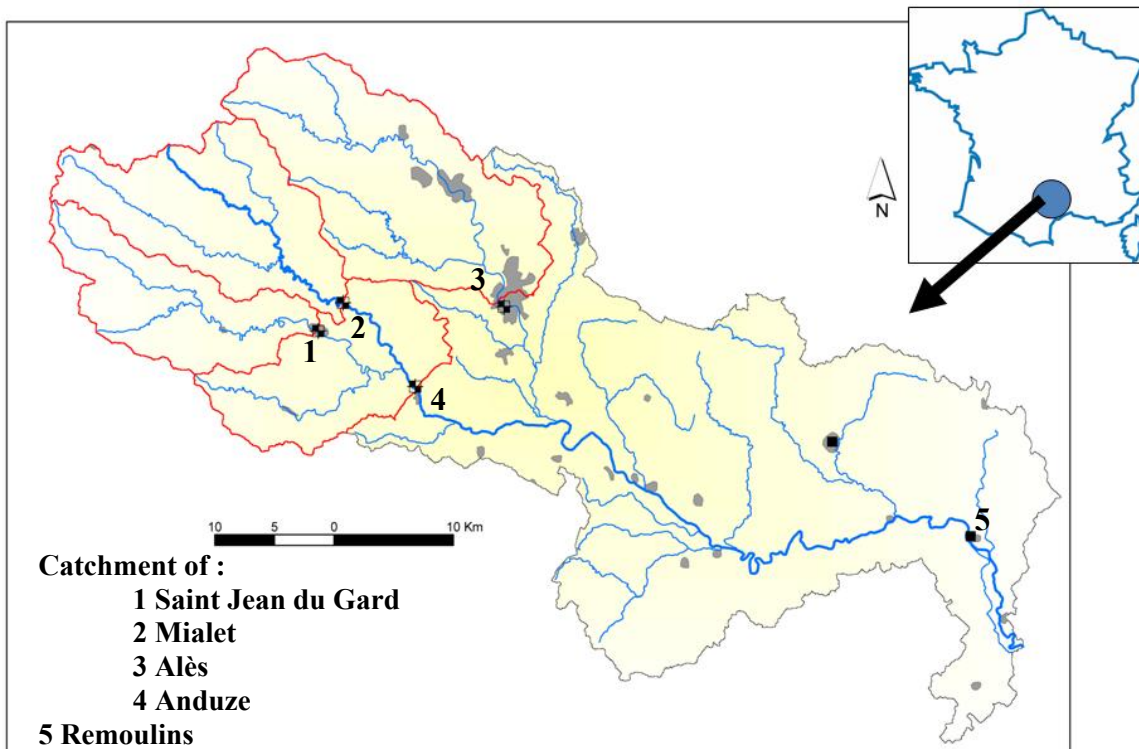 N
3
2
1
4
5
10 5 0 10 Km
Catchment of :
1 Saint Jean du Gard
2 Mialet
3 Alès
4 Anduze
5 Remoulins